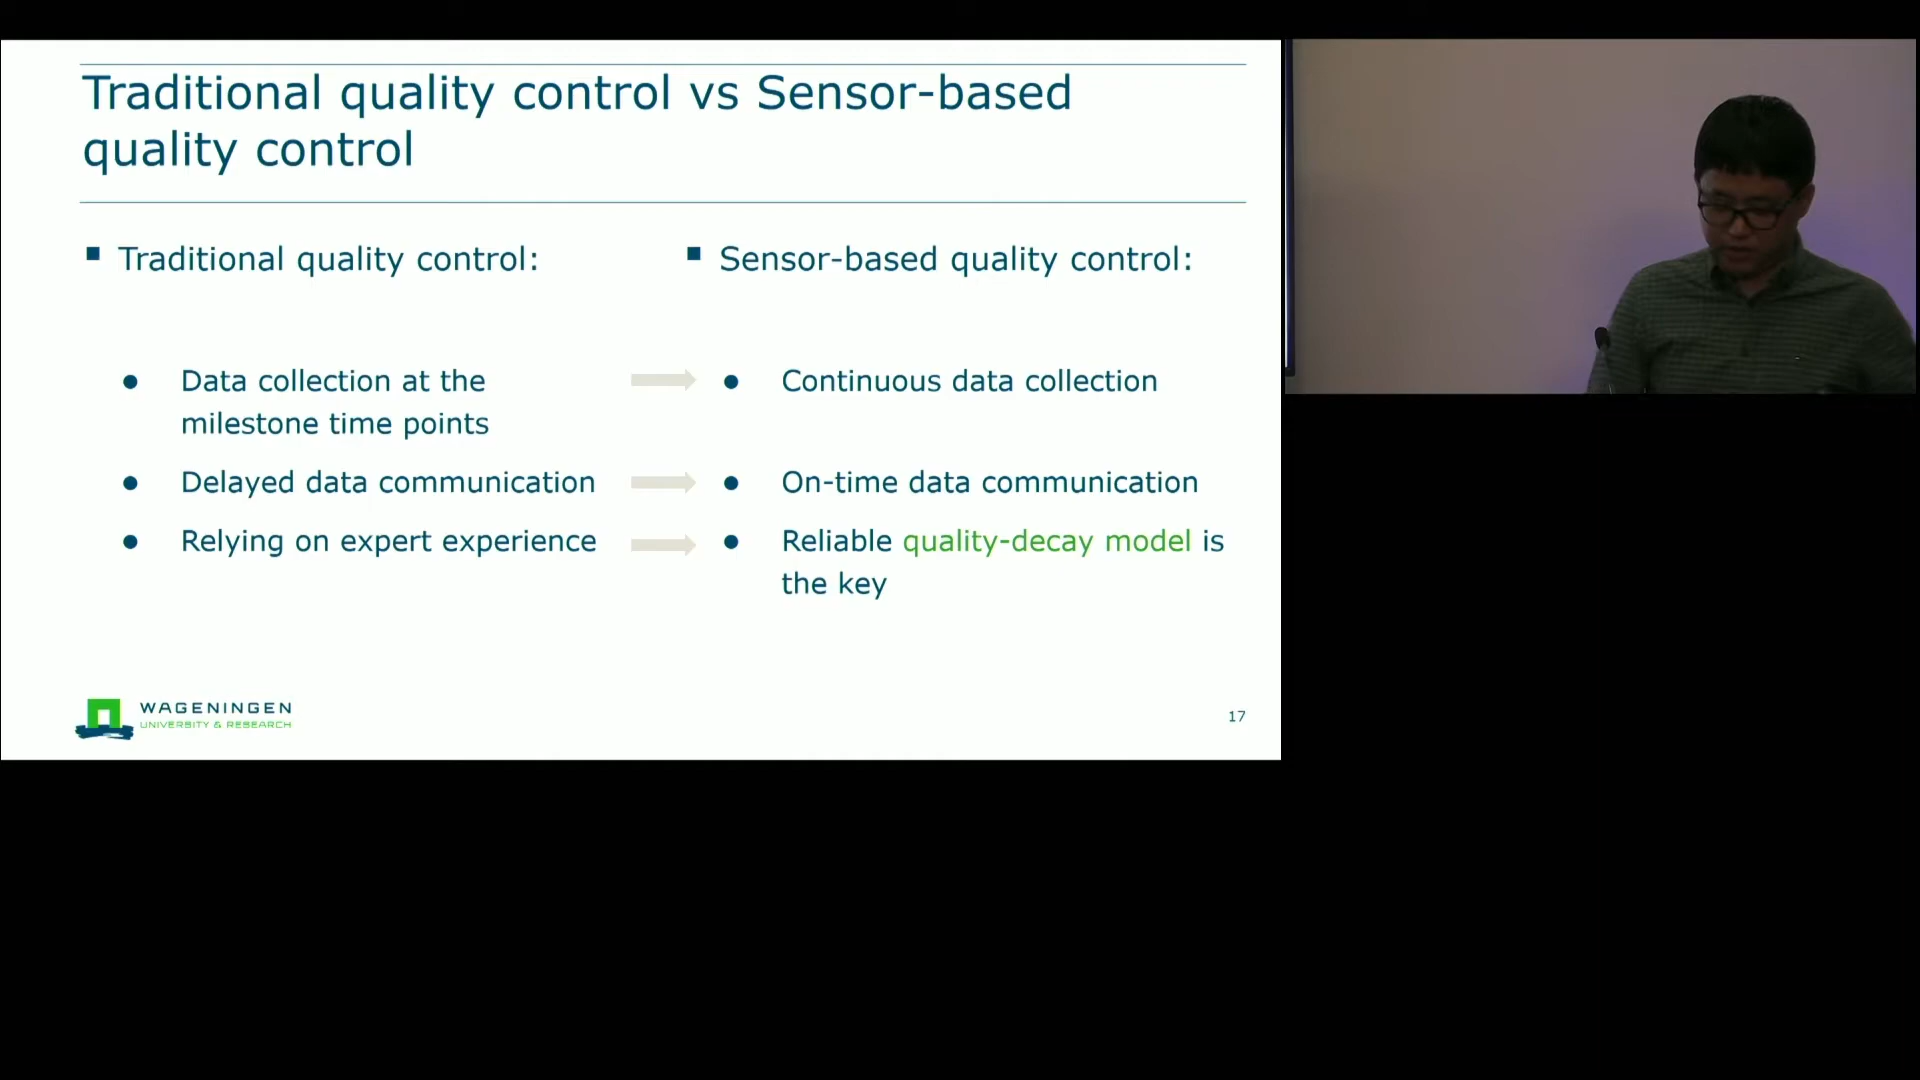 Traditional quality control vs Sensor-based
quality control
Traditional quality control:
Data collection at the
milestone time points
Delayed data communication
Relying on expert experience
Sensor-based quality control:
Continuous data collection
On-time data communication
Reliable quality-decay model is
the key
WAGENINGEN
UNIVERSITY & RESEARCH
17